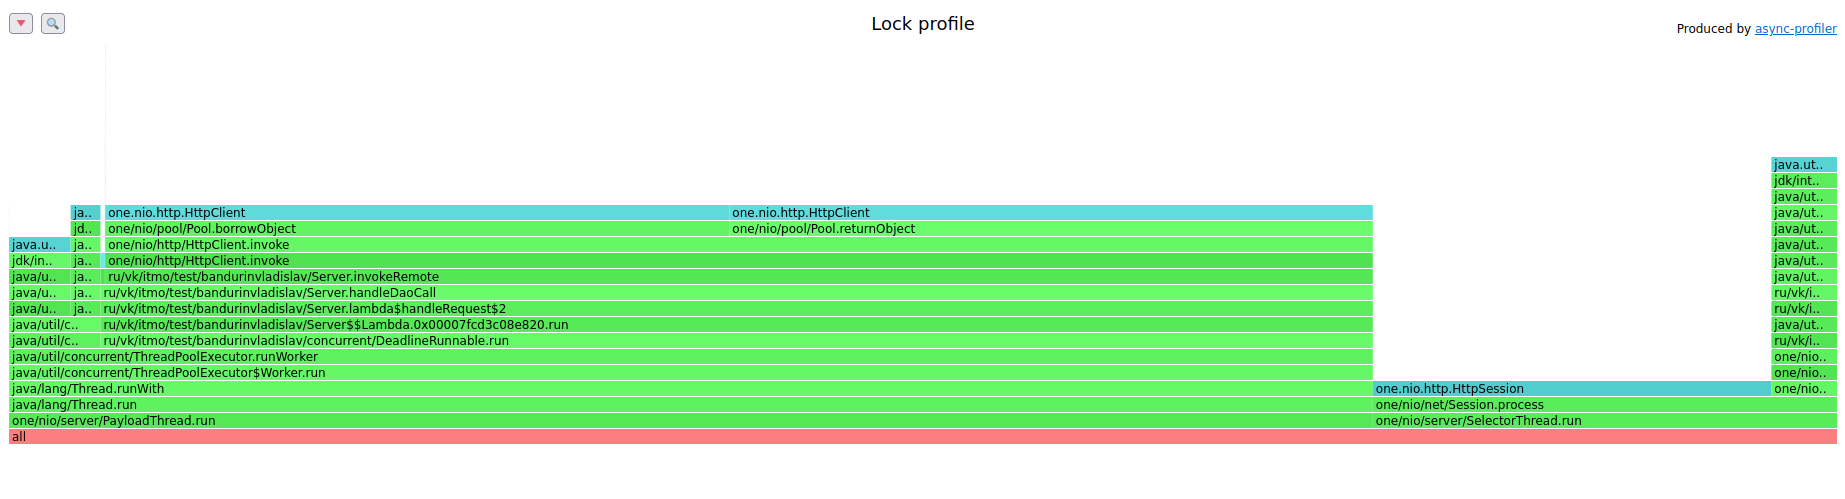 Lock profile
Produced by async-profiler
java.ut..
jdk/int..
java/ut..
ja.. one.nio.http.HttpClient one.nio.http.HttpClient java/ut..
jd.. one/nio/pool/Pool.borrowObject one/nio/pool/Pool.returnObject java/ut..
java.u.. ja.. one/nio/http/HttpClient.invoke java/ut..
jdk/in.. ja.. one/nio/http/HttpClient.invoke java/ut..
java/u.. ja.. ru/vk/itmo/test/bandurinvladislav/Server.invokeRemote java/ut..
java/u.. ja.. ru/vk/itmo/test/bandurinvladislav/Server.handleDaoCall ru/vk/i..
java/u.. ja.. ru/vk/itmo/test/bandurinvladislav/Server.lambda$handleRequest$2 ru/vk/i..
java/util/c.. ru/vk/itmo/test/bandurinvladislav/Server$$Lambda.0x00007fcd3c08e820.run java/ut..
java/util/c.. ru/vk/itmo/test/bandurinvladislav/concurrent/DeadlineRunnable.run ru/vk/i..
java/util/concurrent/ThreadPoolExecutor.runWorker one/nio..
java/util/concurrent/ThreadPoolExecutor$Worker.run one/nio..
java/lang/Thread.runWith one.nio.http.HttpSession one/nio..
java/lang/Thread.run one/nio/net/Session.process
one/nio/server/PayloadThread.run one/nio/server/SelectorThread.run
all